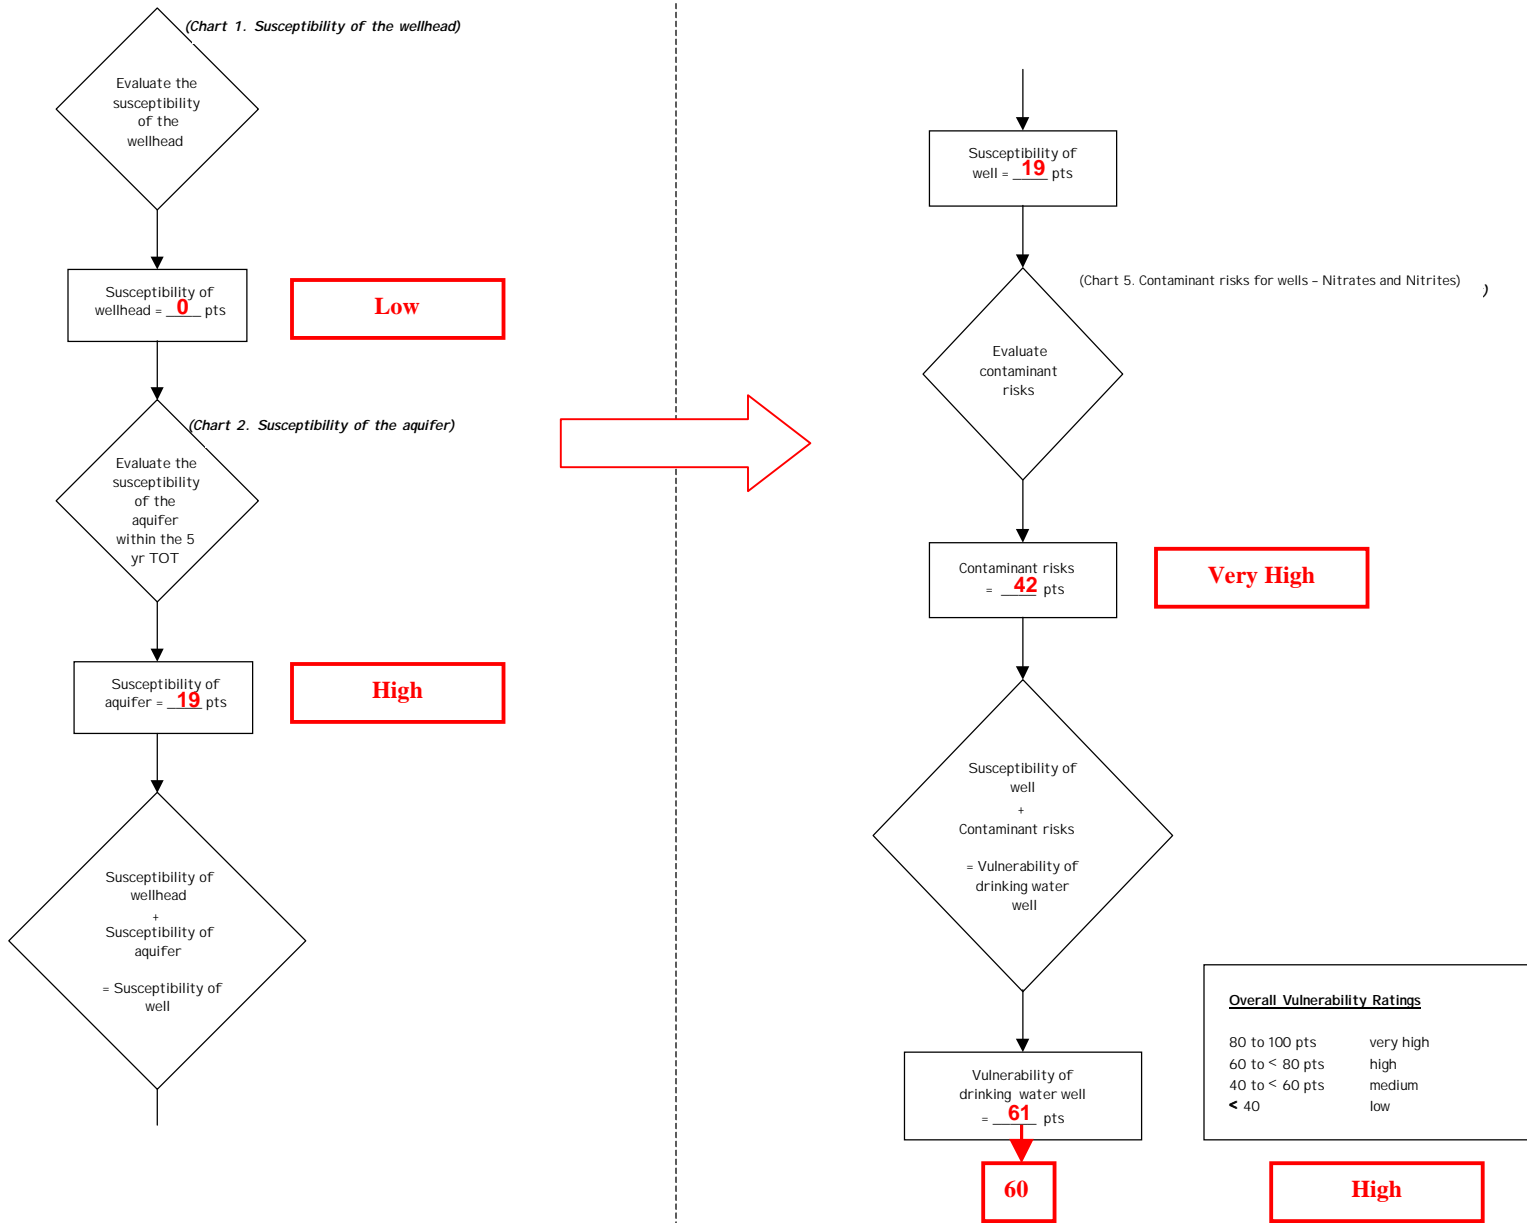 (Chart 1. Susceptibility of the wellhead)
Evaluate the
susceptibility
of the
wellhead
Susceptibility of
wellhead = 0 pts
Low
(Chart 2. Susceptibility of the aquifer)
Evaluate the
susceptibility
of the
aquifer
within the 5
yr TOT
Susceptibility of
aquifer = 19 pts
High
Susceptibility of
wellhead
+
Susceptibility of
aquifer
= Susceptibility of
well
Susceptibility of
well = 19 pts
(Chart 5. Contaminant risks for wells – Nitrates and Nitrites)
)
Evaluate
contaminant
risks
Contaminant risks
= 42 pts
Very High
Susceptibility of
well
+
Contaminant risks
= Vulnerability of
drinking water
well
Vulnerability of
drinking water well
= 61 pts
60
Overall Vulnerability Ratings
80 to 100 pts very high
60 to < 80 pts high
40 to < 60 pts medium
< 40 low
High